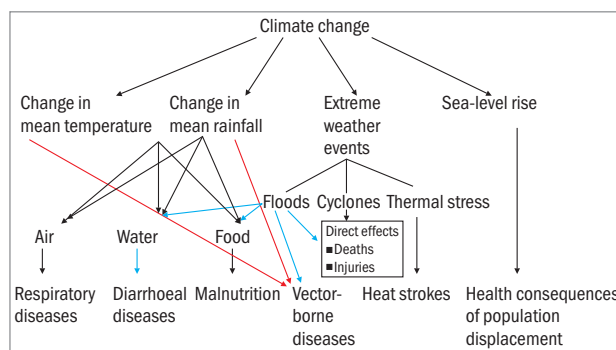 Climate change
Change in
mean temperature
Change in
mean rainfall
Extreme
weather
events
Sea-level rise
Floods
Cyclones
Thermal stress
Air
Water
Food
Direct effects
■Deaths
■Injuries
Respiratory
diseases
Diarrhoeal
diseases
Malnutrition
Vector-
borne
diseases
Heat strokes
Health consequences
of population
displacement